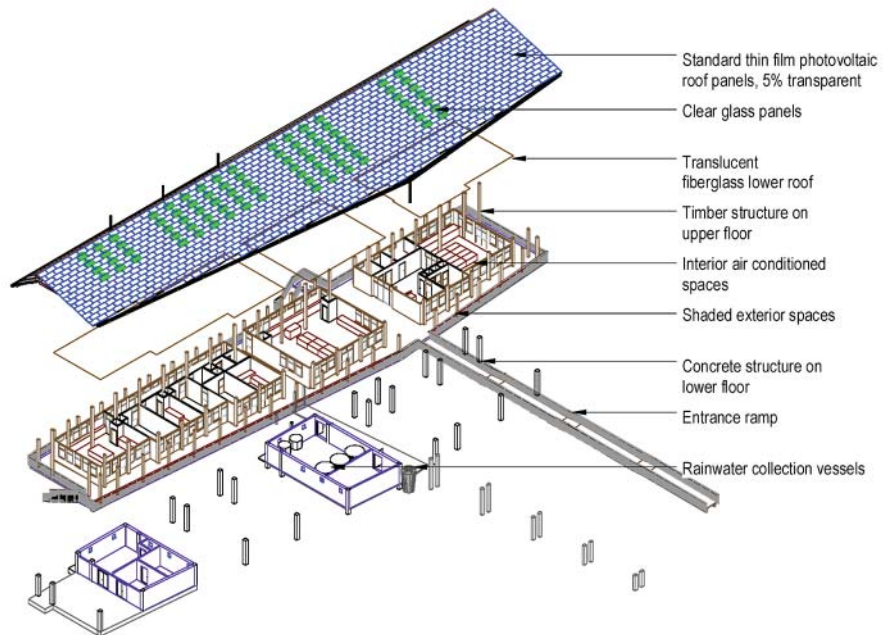 Standard thin film photovoltaic
roof panels, 5% transparent
Clear glass panels
Translucent
fiberglass lower roof
Timber structure on
upper floor
Interior air conditioned
spaces
Shaded exterior spaces
Concrete structure on
lower floor
Entrance ramp
Rainwater collection vessels